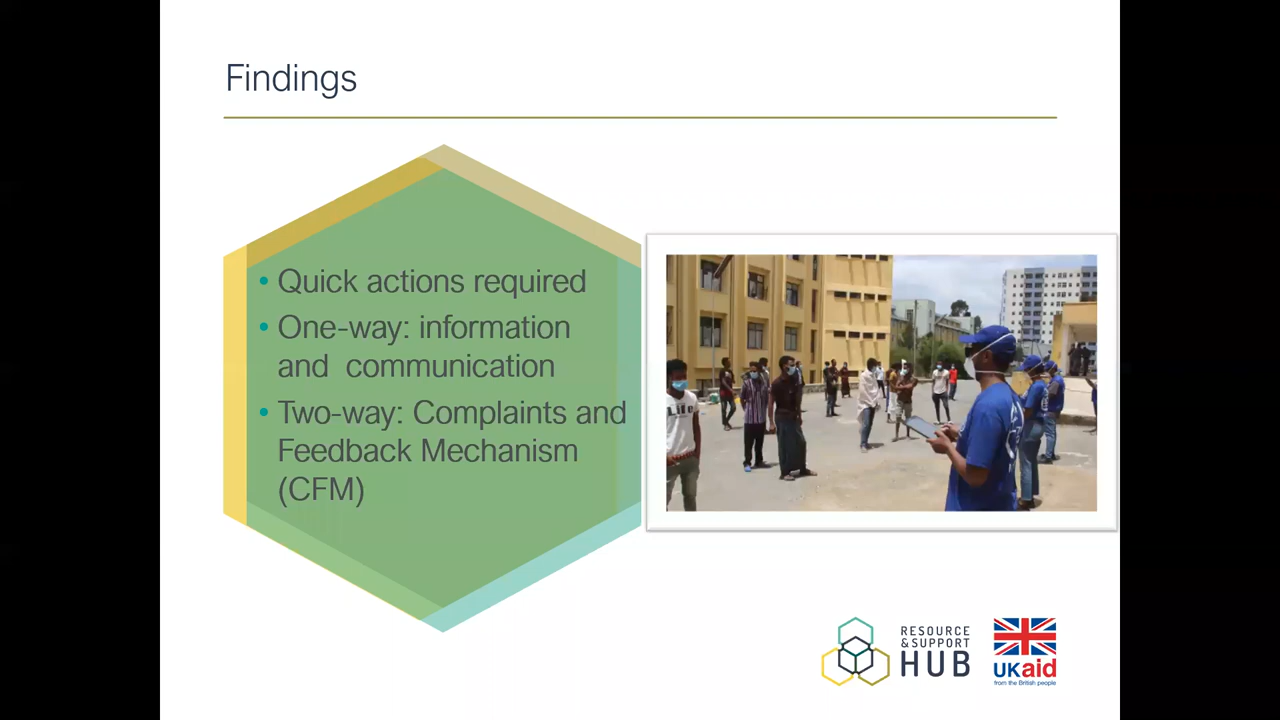 Findings
• Quick actions required
• One-way: information
and communication
• Two-way: Complaints and
Feedback Mechanism
(CFM)
RESOURCE
&SUPPORT
HUB
UKaid
from the British people